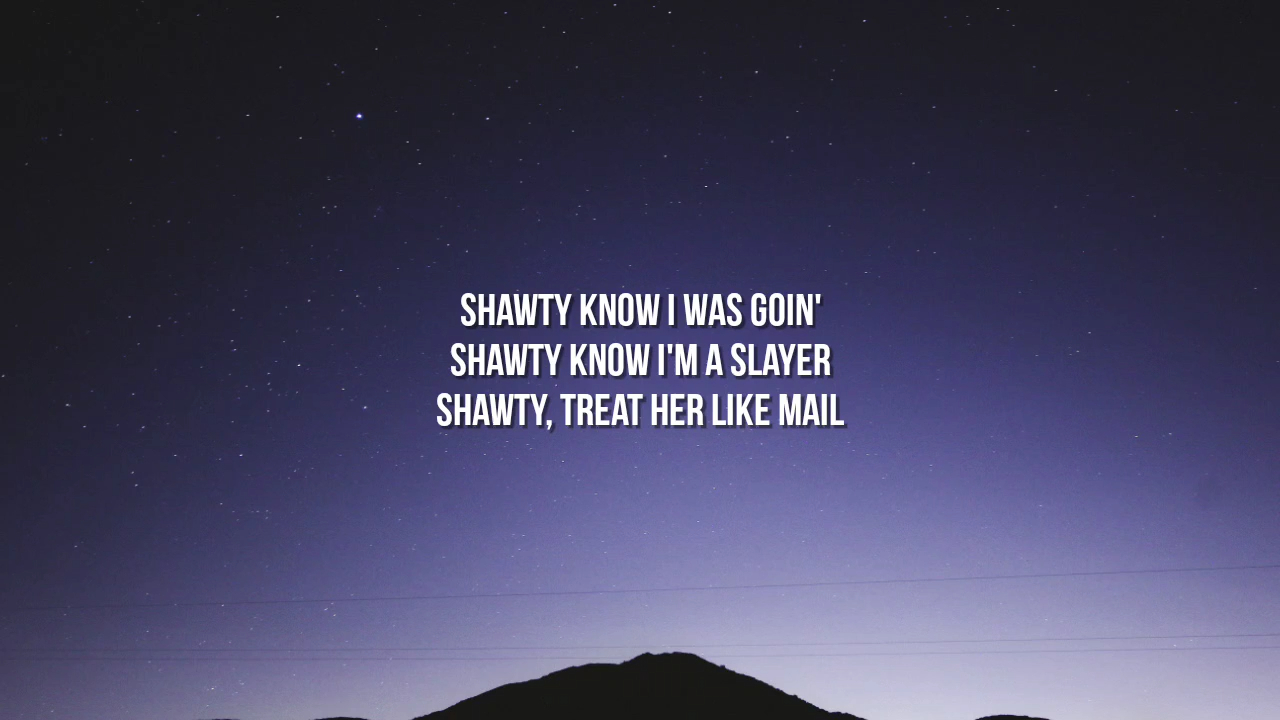 SHAWTY KNOW I WAS GOIN'
SHAWTY KNOW I'M A SLAYER
SHAWTY, TREAT HER LIKE MAIL